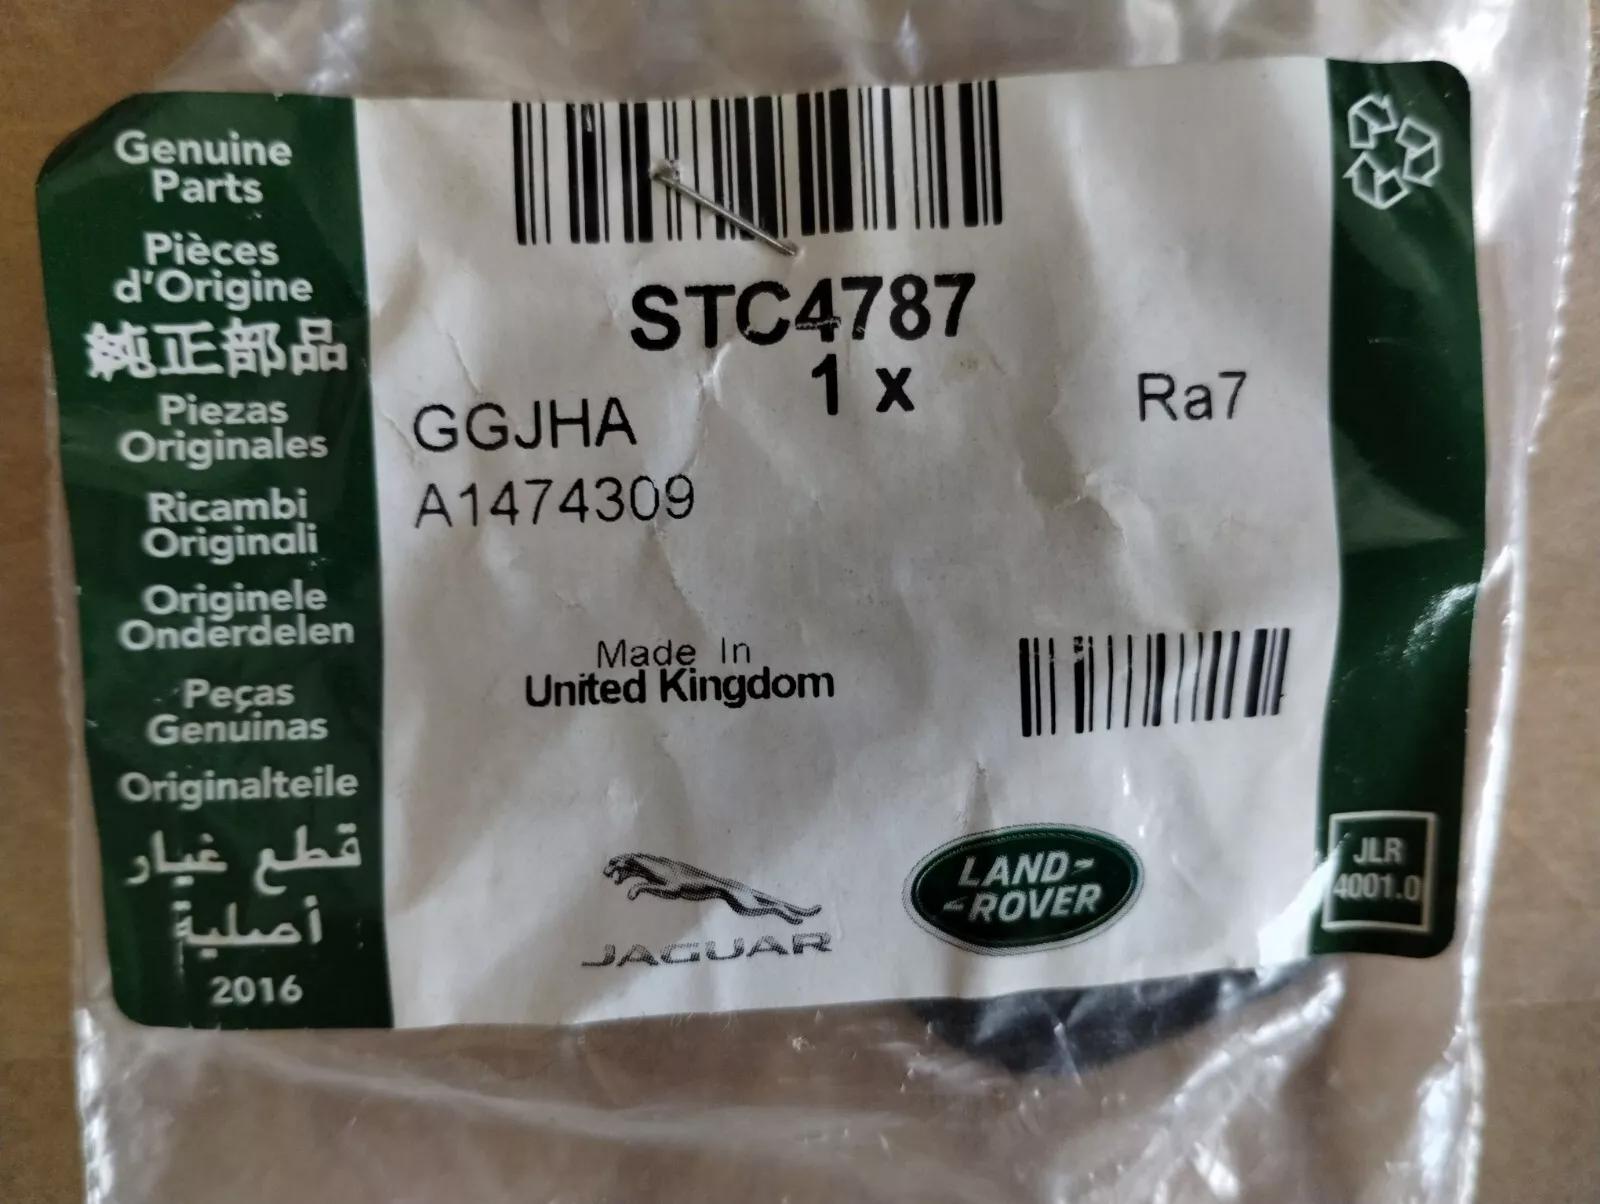 Genuine
Parts
Pièces
d'Origine
純正部品
Piezas
Originales
Ricambi
Originali
Originele
Onderdelen
Peças
Genuinas
Originalteile
قطع غيار
أصلية
2016
STC4787
1 x
Ra7
GGJHA
A1474309
Made In
United Kingdom
JAGUAR
LAND-
-ROVER
JLR
4001.0